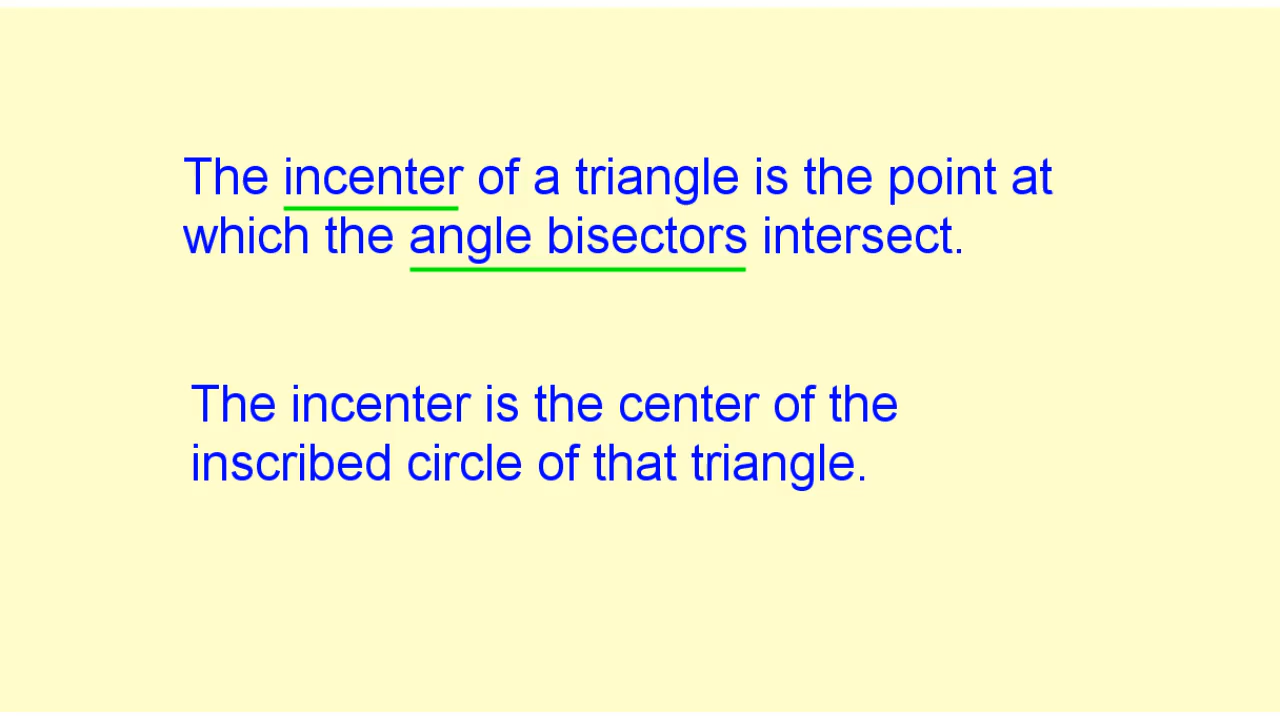 The incenter of a triangle is the point at
which the angle bisectors intersect.
The incenter is the center of the
inscribed circle of that triangle.